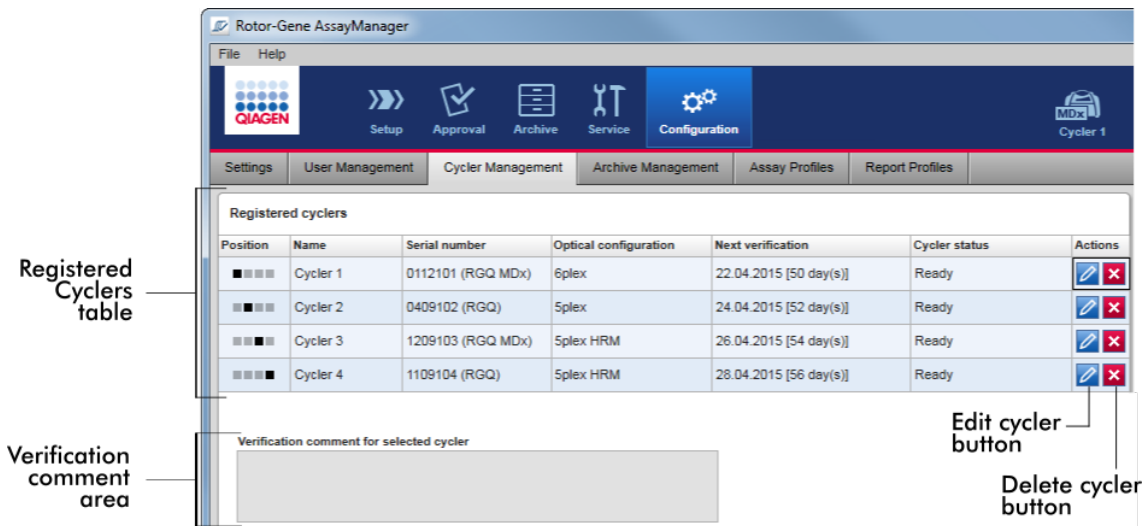 Rotor-Gene AssayManager
File Help
QIAGEN
Setup Approval Archive Service Configuration
MDx
Cycler 1
Settings User Management Cycler Management Archive Management Assay Profiles Report Profiles
Registered cyclers
Position Name Serial number Optical configuration Next verification Cycler status Actions
Cycler 1 0112101 (RGQ MDx) 6plex 22.04.2015 [50 day(s)] Ready
Cycler 2 0409102 (RGQ) 5plex 24.04.2015 [52 day(s)] Ready
Cycler 3 1209103 (RGQ MDx) 5plex HRM 26.04.2015 [54 day(s)] Ready
Cycler 4 1109104 (RGQ) 5plex HRM 28.04.2015 [56 day(s)] Ready
Registered
Cyclers
table
Edit cycler
button
Delete cycler
button
Verification comment for selected cycler
Verification
comment
area